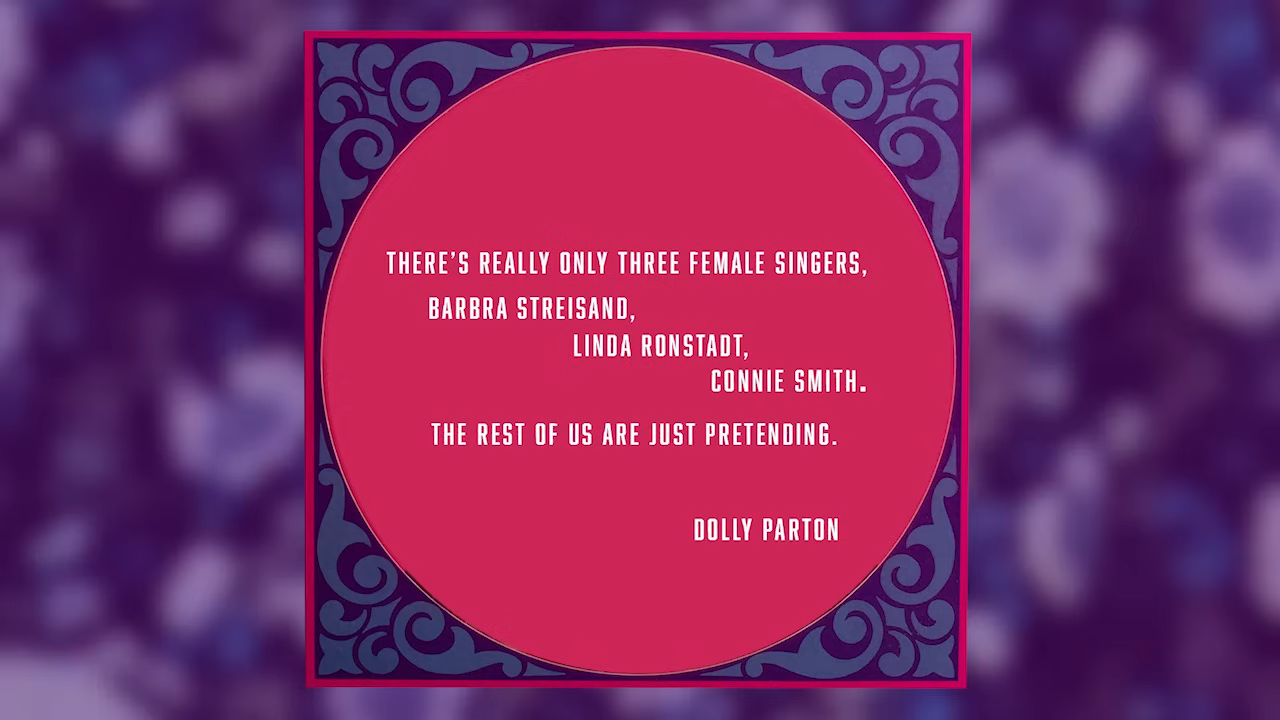 THERE'S REALLY ONLY THREE FEMALE SINGERS,
BARBRA STREISAND,
LINDA RONSTADT,
CONNIE SMITH.
THE REST OF US ARE JUST PRETENDING.
DOLLY PARTON